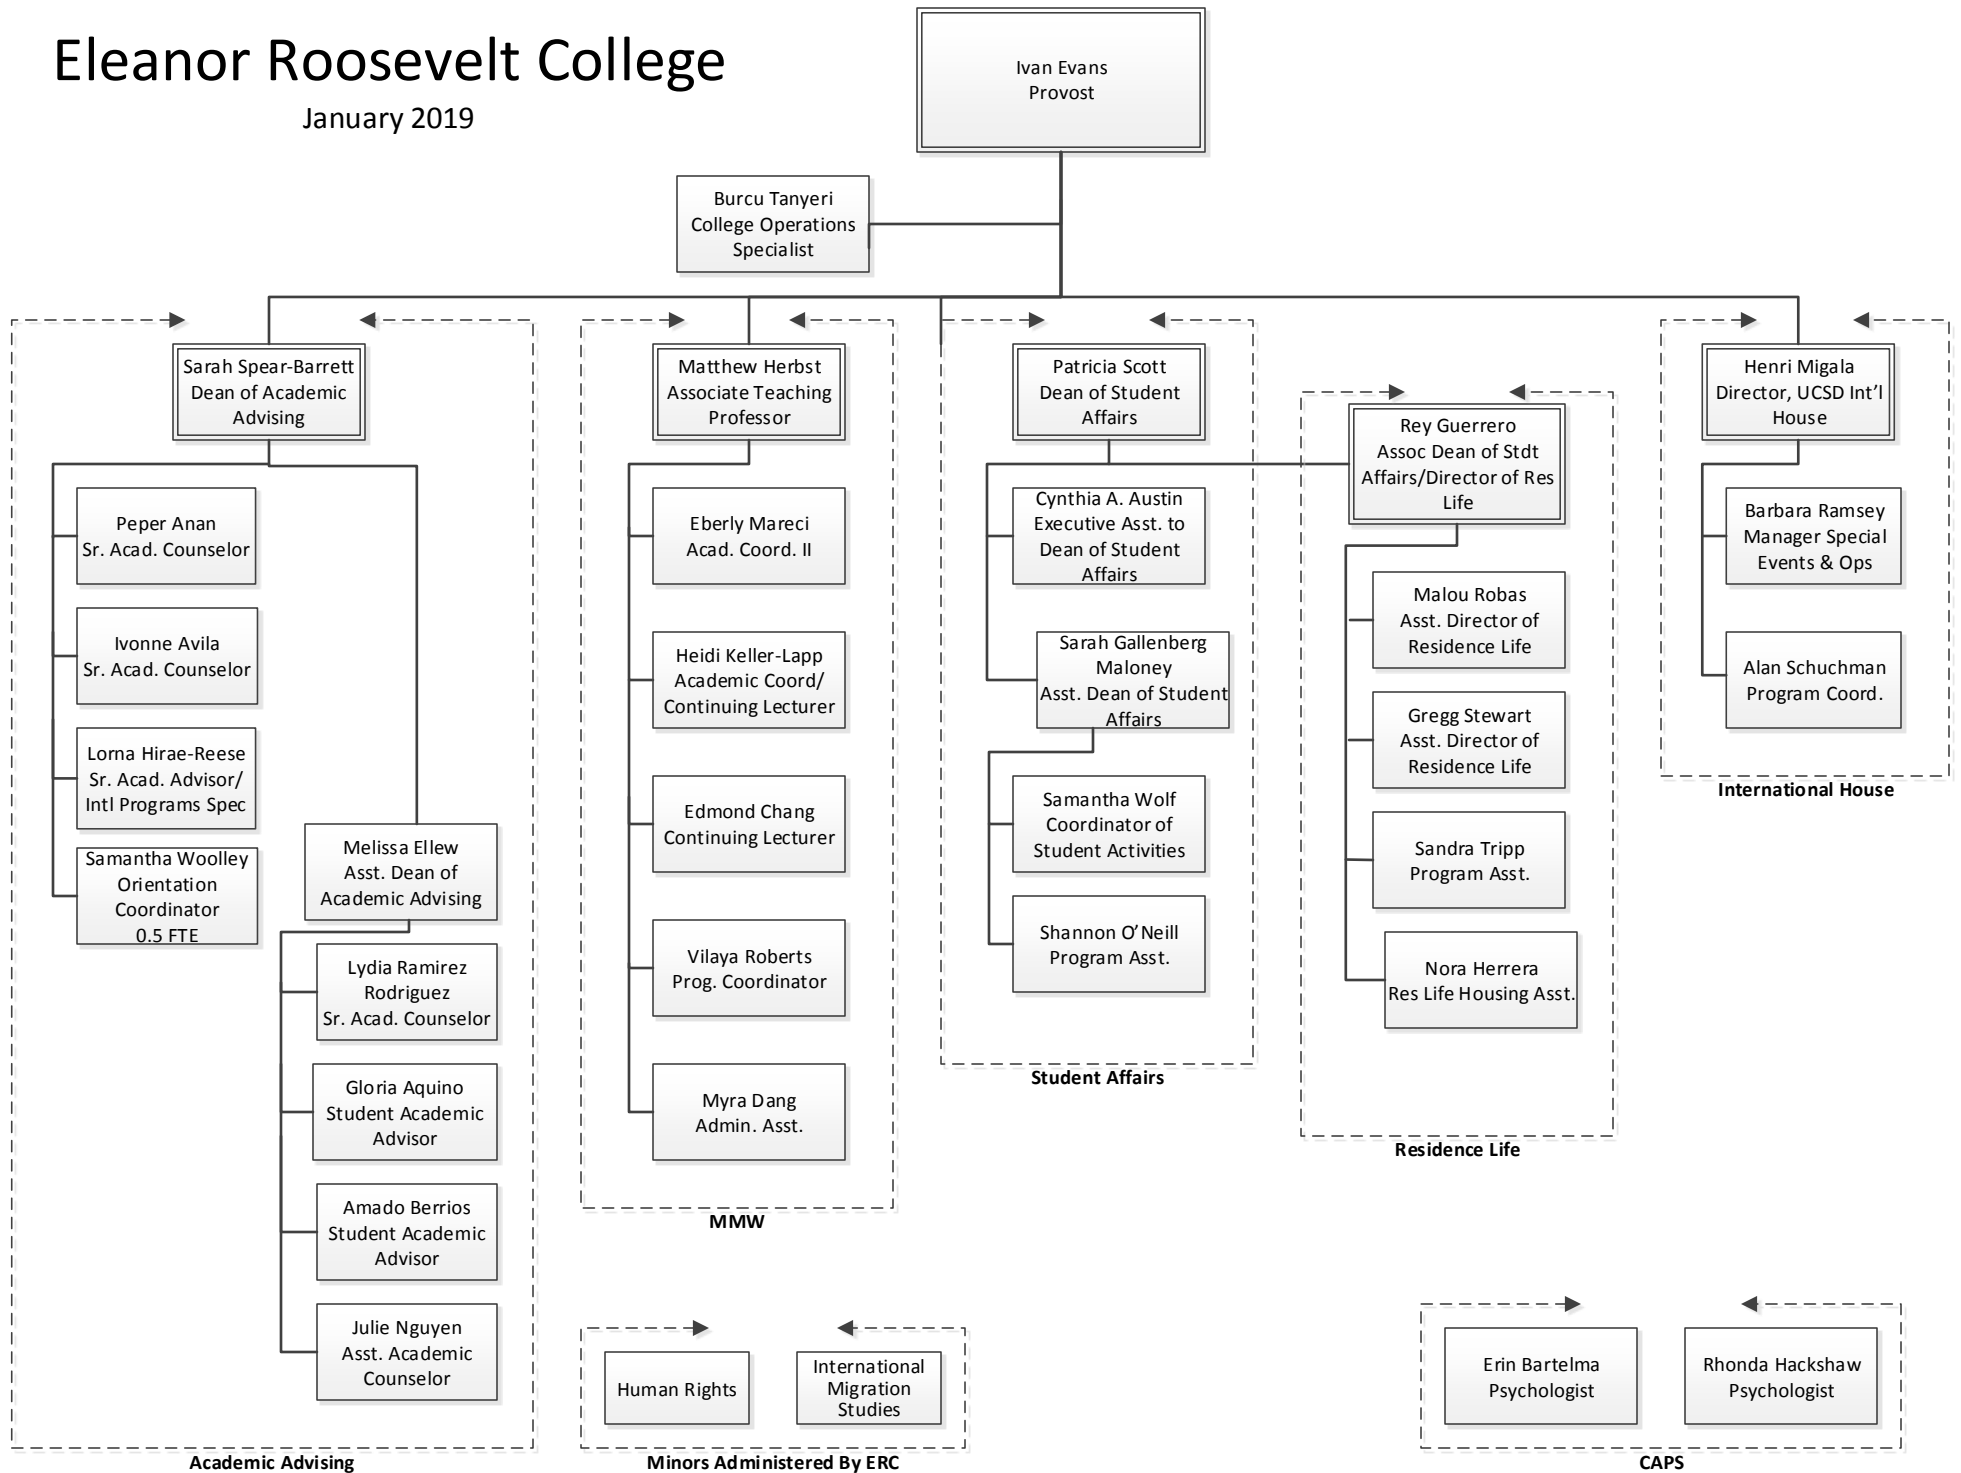 Eleanor Roosevelt College
January 2019
Ivan Evans
Provost
Burcu Tanyeri
College Operations
Specialist
Sarah Spear-Barrett
Dean of Academic
Advising
Peper Anan
Sr. Acad. Counselor
Ivonne Avila
Sr. Acad. Counselor
Lorna Hirae-Reese
Sr. Acad. Advisor/
Intl Programs Spec
Samantha Woolley
Orientation
Coordinator
0.5 FTE
Melissa Ellew
Asst. Dean of
Academic Advising
Lydia Ramirez
Rodriguez
Sr. Acad. Counselor
Gloria Aquino
Student Academic
Advisor
Amado Berrios
Student Academic
Advisor
Julie Nguyen
Asst. Academic
Counselor
Academic Advising
Matthew Herbst
Associate Teaching
Professor
Eberly Mareci
Acad. Coord. II
Heidi Keller-Lapp
Academic Coord/
Continuing Lecturer
Edmond Chang
Continuing Lecturer
Vilaya Roberts
Prog. Coordinator
Myra Dang
Admin. Asst.
MMW
Patricia Scott
Dean of Student
Affairs
Cynthia A. Austin
Executive Asst. to
Dean of Student
Affairs
Sarah Gallenberg
Maloney
Asst. Dean of Student
Affairs
Samantha Wolf
Coordinator of
Student Activities
Shannon O’Neill
Program Asst.
Student Affairs
Rey Guerrero
Assoc Dean of Stdt
Affairs/Director of Res
Life
Malou Robas
Asst. Director of
Residence Life
Gregg Stewart
Asst. Director of
Residence Life
Sandra Tripp
Program Asst.
Nora Herrera
Res Life Housing Asst.
Residence Life
Henri Migala
Director, UCSD Int’l
House
Barbara Ramsey
Manager Special
Events & Ops
Alan Schuchman
Program Coord.
International House
Human Rights
International
Migration
Studies
Minors Administered By ERC
Erin Bartelma
Psychologist
Rhonda Hackshaw
Psychologist
CAPS